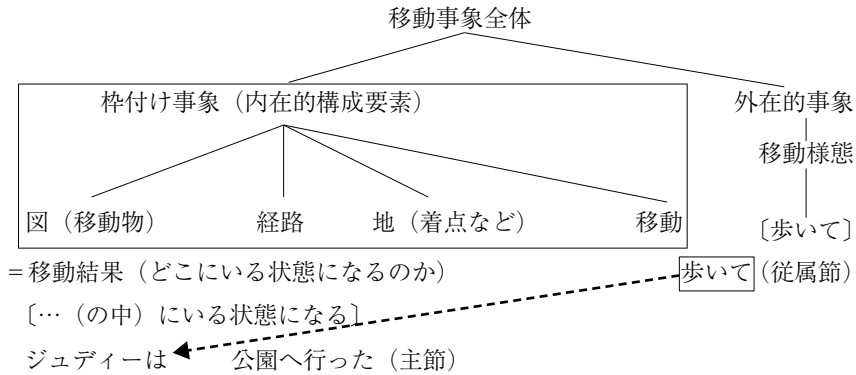 移動事象全体
枠付け事象（内在的構成要素） 外在的事象
移動様態
図（移動物） 経路 地（着点など） 移動 〔歩いて〕
＝移動結果（どこにいる状態になるのか） 歩いて（従属節）
〔…（の中）にいる状態になる〕
ジュディーは 公園へ行った（主節）